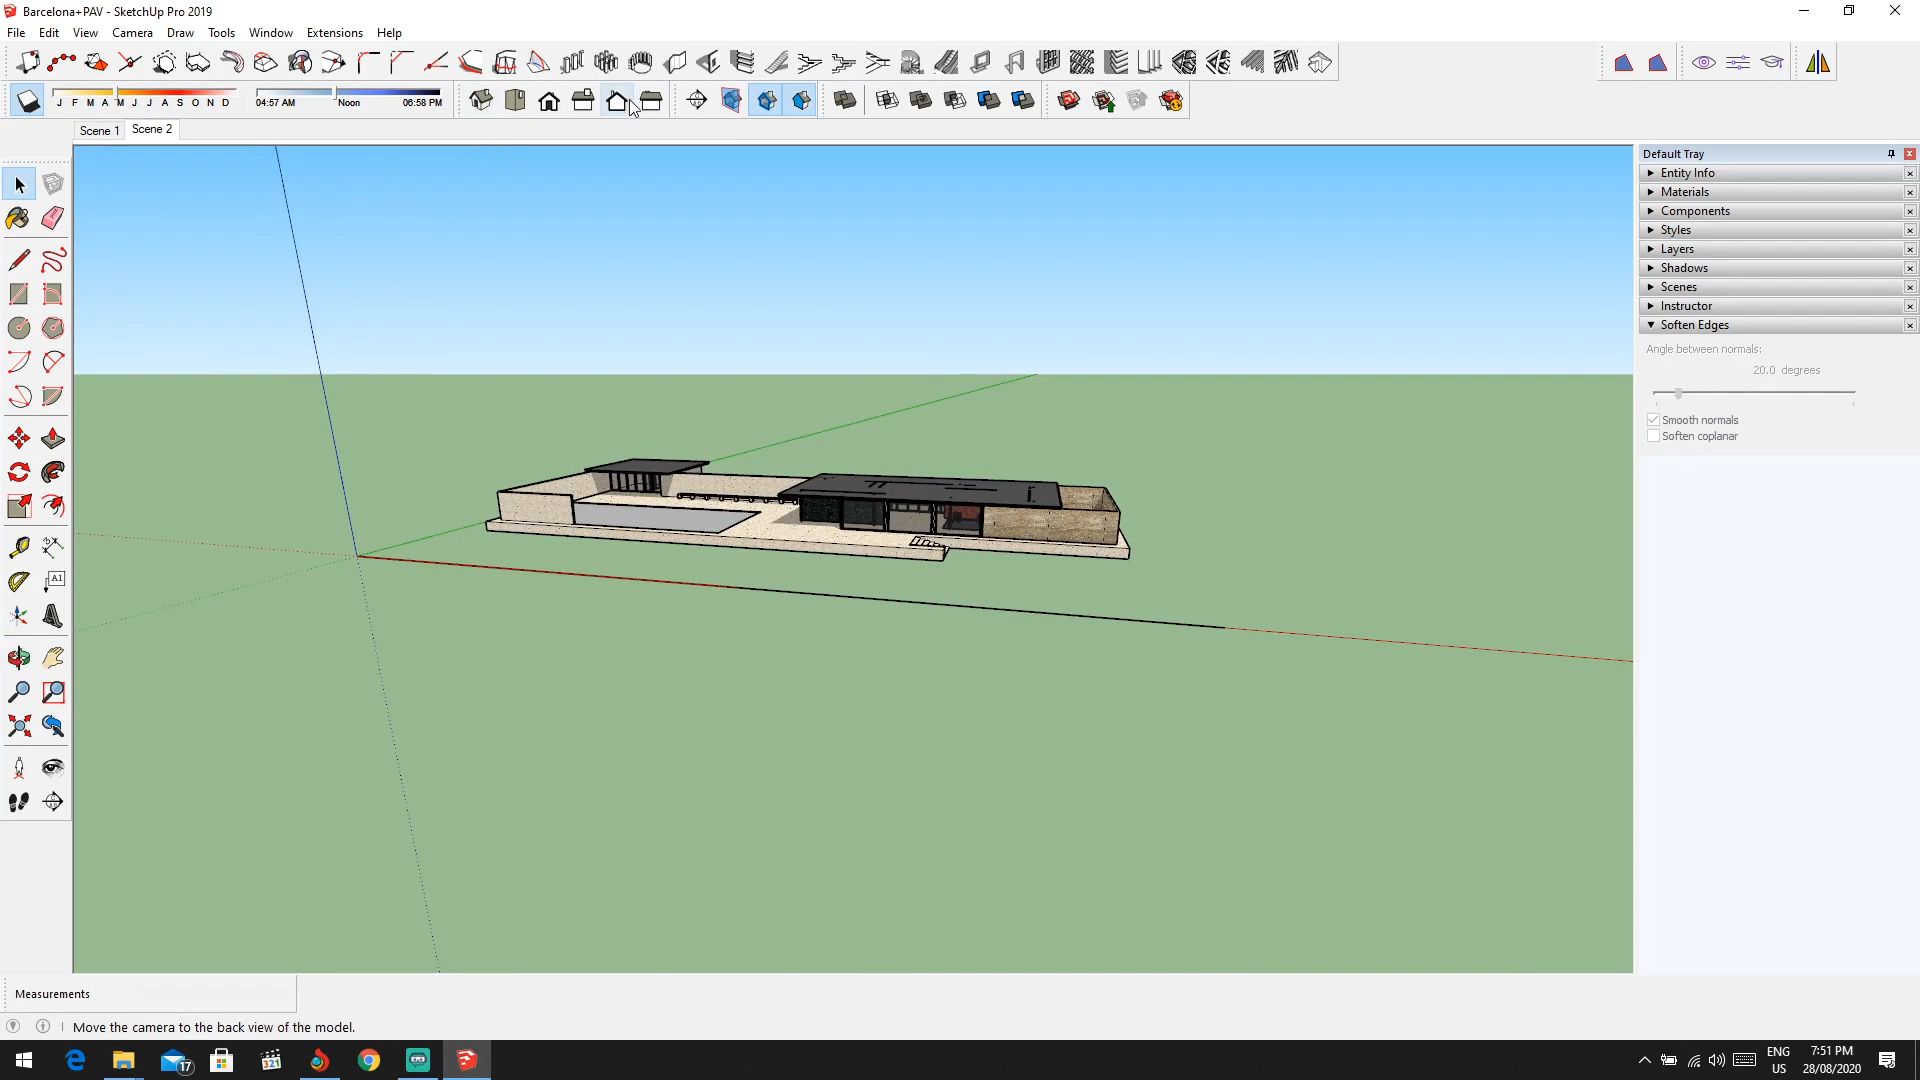 Barcelona+PAV - SketchUp Pro 2019
File Edit View Camera Draw Tools Window Extensions Help
J F M A M J J A S O N D 04:57 AM Noon 06:58 PM
Scene 1 Scene 2
Default Tray
Entity Info
Materials
Components
Styles
Layers
Shadows
Scenes
Instructor
Soften Edges
Angle between normals:
20.0 degrees
Smooth normals
Soften coplanar
A1
Measurements
Move the camera to the back view of the model.
17
321
ENG
US
7:51 PM
28/08/2020